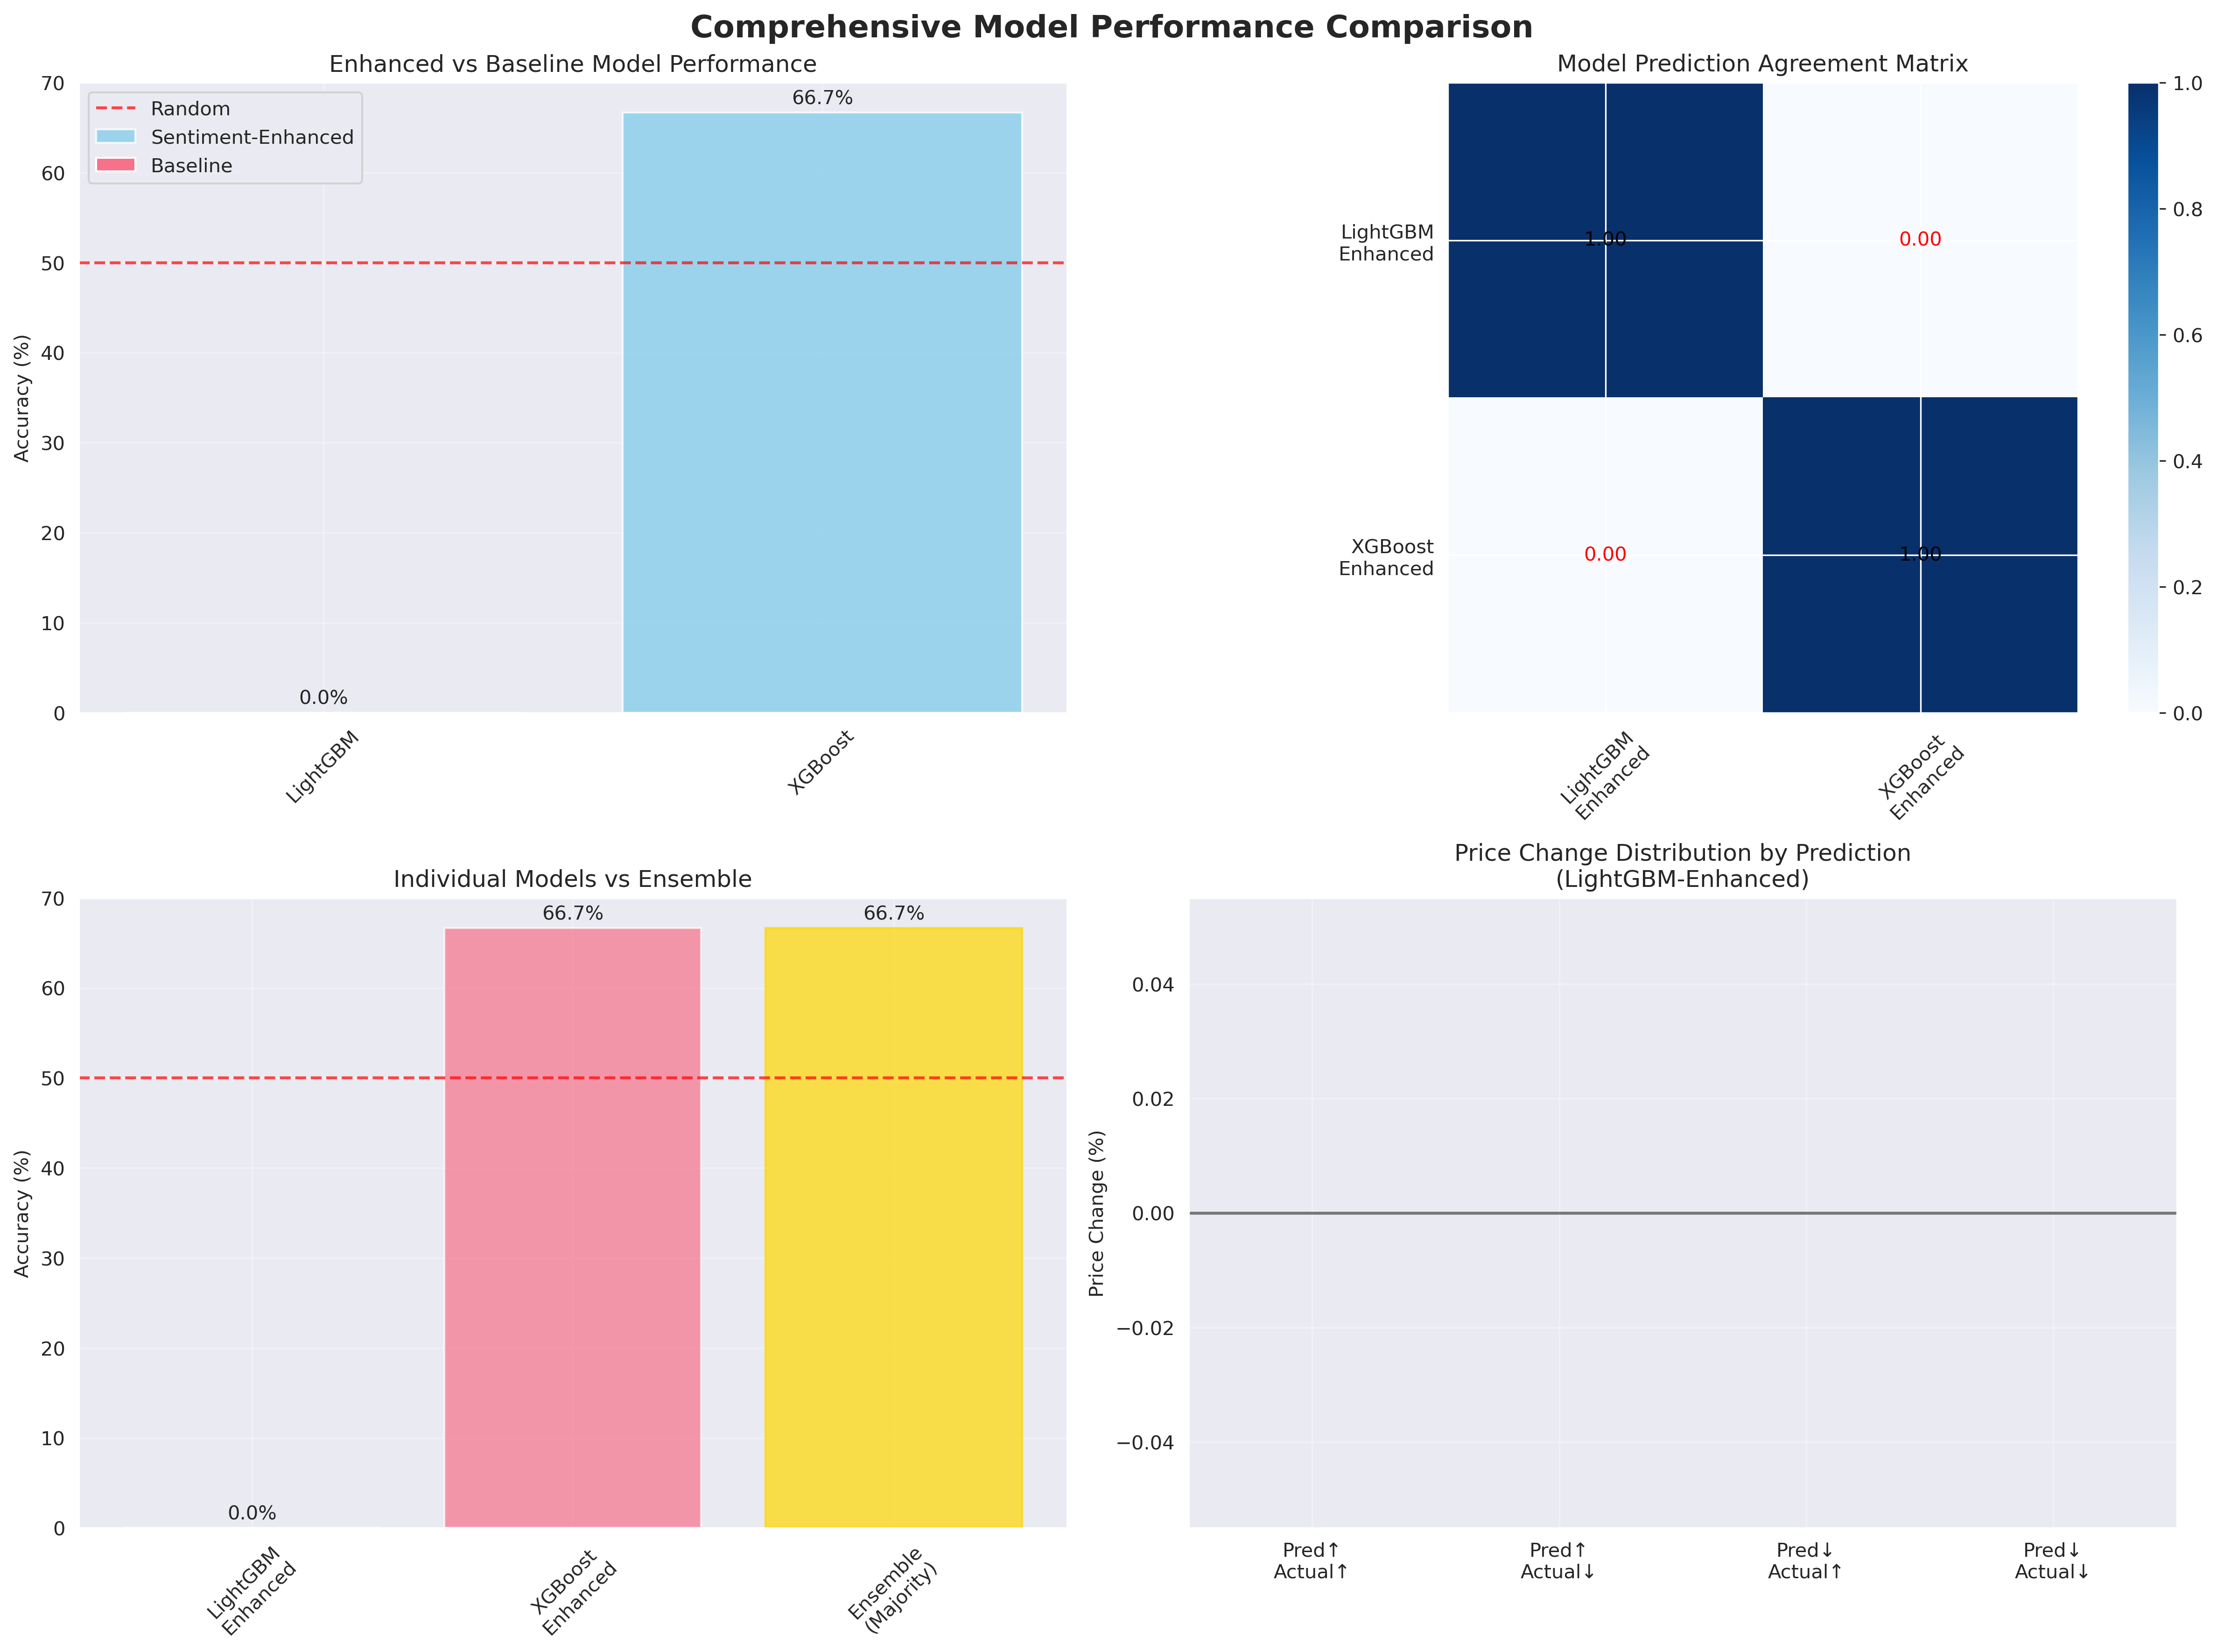 Comprehensive Model Performance Comparison
Enhanced vs Baseline Model Performance
70
60
50
40
30
20
10
0
Accuracy (%)
Random
Sentiment-Enhanced
Baseline
0.0%
66.7%
LightGBM
XGBoost
Model Prediction Agreement Matrix
LightGBM
Enhanced
XGBoost
Enhanced
1.00
0.00
0.00
1.00
LightGBM
Enhanced
XGBoost
Enhanced
1.0
0.8
0.6
0.4
0.2
0.0
Individual Models vs Ensemble
70
60
50
40
30
20
10
0
Accuracy (%)
0.0%
66.7%
66.7%
LightGBM
Enhanced
XGBoost
Enhanced
Ensemble
(Majority)
Price Change Distribution by Prediction
(LightGBM-Enhanced)
0.04
0.02
0.00
−0.02
−0.04
Price Change (%)
Pred↑
Actual↑
Pred↑
Actual↓
Pred↓
Actual↑
Pred↓
Actual↓